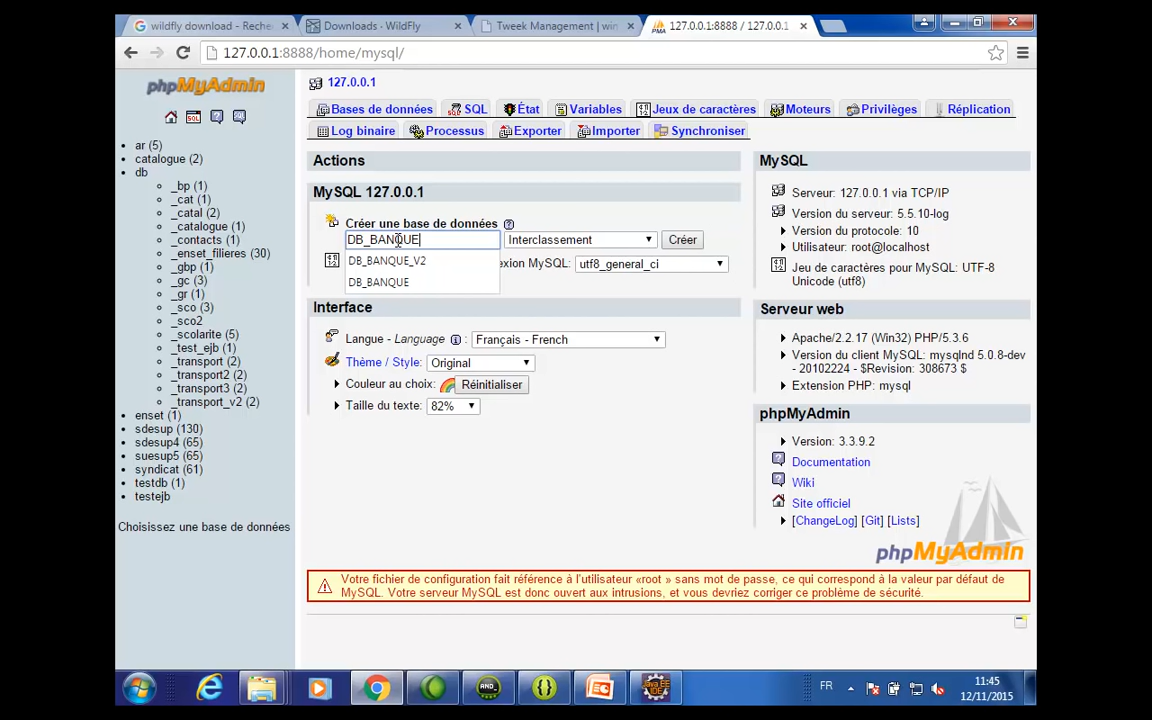 wildfly download - Reche
Downloads - WildFly
Tweek Management | win
127.0.0.1:8888 / 127.0.0.1
127.0.0.1:8888/home/mysql/
phpMyAdmin
ar (5)
catalogue (2)
db
_bp (1)
_cat (1)
_catal (2)
_catalogue (1)
_contacts (1)
_enset_filieres (30)
_gbp (1)
_gc (3)
_gr (1)
_sco (3)
_sco2
_scolarite (5)
_test_ejb (1)
_transport (2)
_transport2 (2)
_transport3 (2)
_transport_v2 (2)
enset (1)
sdesup (130)
sdesup4 (65)
suesup5 (65)
syndicat (61)
testdb (1)
testejb
Choisissez une base de données
127.0.0.1
Bases de données SQL État Variables Jeux de caractères Moteurs Privilèges Réplication
Log binaire Processus Exporter Importer Synchroniser
Actions
MySQL 127.0.0.1
Créer une base de données
DB_BANQUE Interclassement Créer
DB_BANQUE_V2
DB_BANQUE
exion MySQL: utf8_general_ci
Interface
Langue - Language : Français - French
Thème / Style: Original
Couleur au choix: Réinitialiser
Taille du texte: 82%
MySQL
Serveur: 127.0.0.1 via TCP/IP
Version du serveur: 5.5.10-log
Version du protocole: 10
Utilisateur: root@localhost
Jeu de caractères pour MySQL: UTF-8
Unicode (utf8)
Serveur web
Apache/2.2.17 (Win32) PHP/5.3.6
Version du client MySQL: mysqlnd 5.0.8-dev
- 20102224 - $Revision: 308673 $
Extension PHP: mysql
phpMyAdmin
Version: 3.3.9.2
Documentation
Wiki
Site officiel
[ChangeLog] [Git] [Lists]
phpMyAdmin
Votre fichier de configuration fait référence à l'utilisateur «root » sans mot de passe, ce qui correspond à la valeur par défaut de
MySQL. Votre serveur MySQL est donc ouvert aux intrusions, et vous devriez corriger ce problème de sécurité.
FR
11:45
12/11/2015